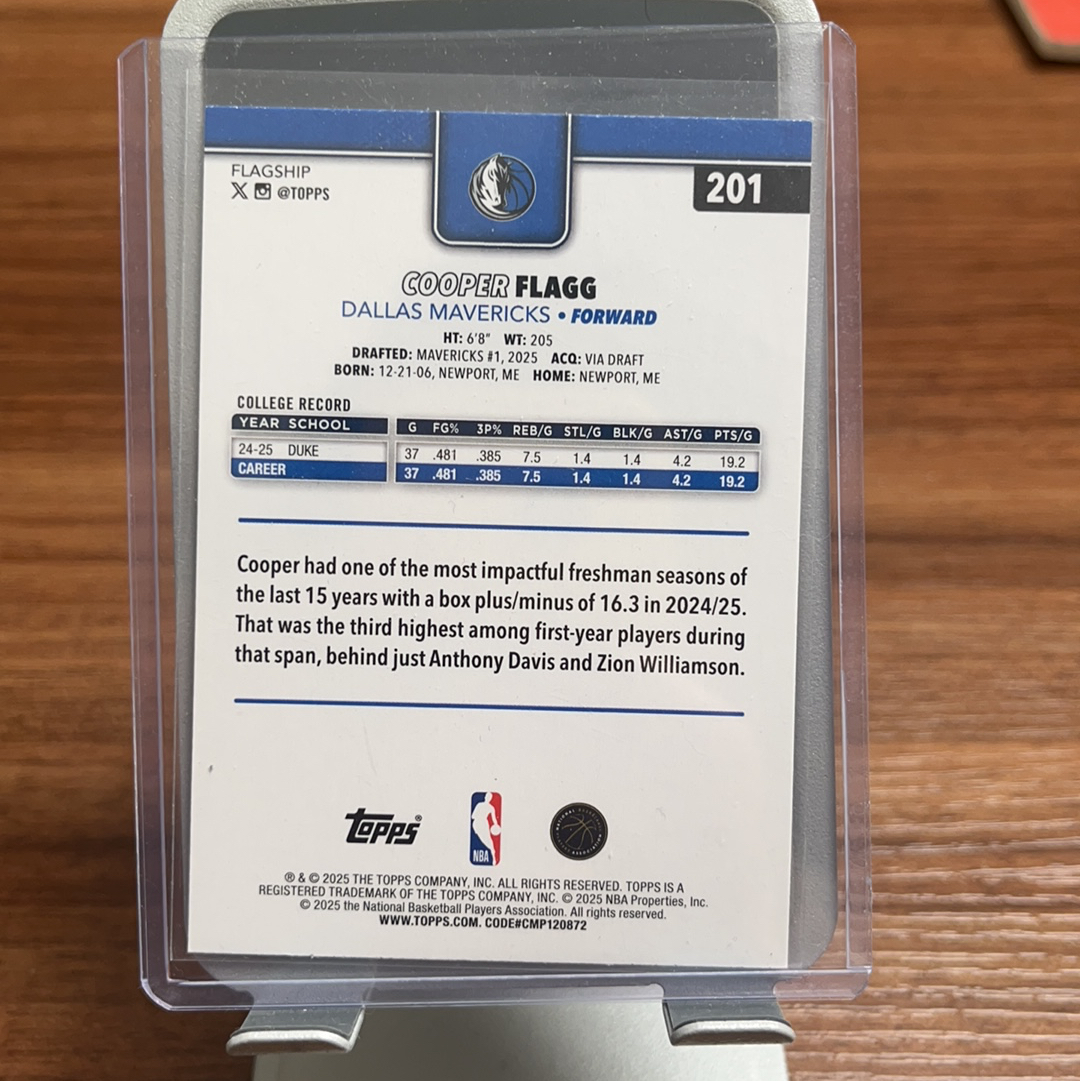 FLAGSHIP
201
@TOPPS
COOPER FLAGG
DALLAS MAVERICKS • FORWARD
HT: 6'8" WT: 205
DRAFTED: MAVERICKS #1, 2025 ACQ: VIA DRAFT
BORN: 12-21-06, NEWPORT, ME HOME: NEWPORT, ME
COLLEGE RECORD
YEAR SCHOOL G FG% 3P% REB/G STL/G BLK/G AST/G PTS/G
24-25 DUKE 37 .481 .385 7.5 1.4 1.4 4.2 19.2
CAREER 37 .481 .385 7.5 1.4 1.4 4.2 19.2
Cooper had one of the most impactful freshman seasons of
the last 15 years with a box plus/minus of 16.3 in 2024/25.
That was the third highest among first-year players during
that span, behind just Anthony Davis and Zion Williamson.
Topps®
NBA
® & © 2025 THE TOPPS COMPANY, INC. ALL RIGHTS RESERVED. TOPPS IS A
REGISTERED TRADEMARK OF THE TOPPS COMPANY, INC. © 2025 NBA Properties, Inc.
© 2025 the National Basketball Players Association. All rights reserved.
WWW.TOPPS.COM. CODE#CMP120872